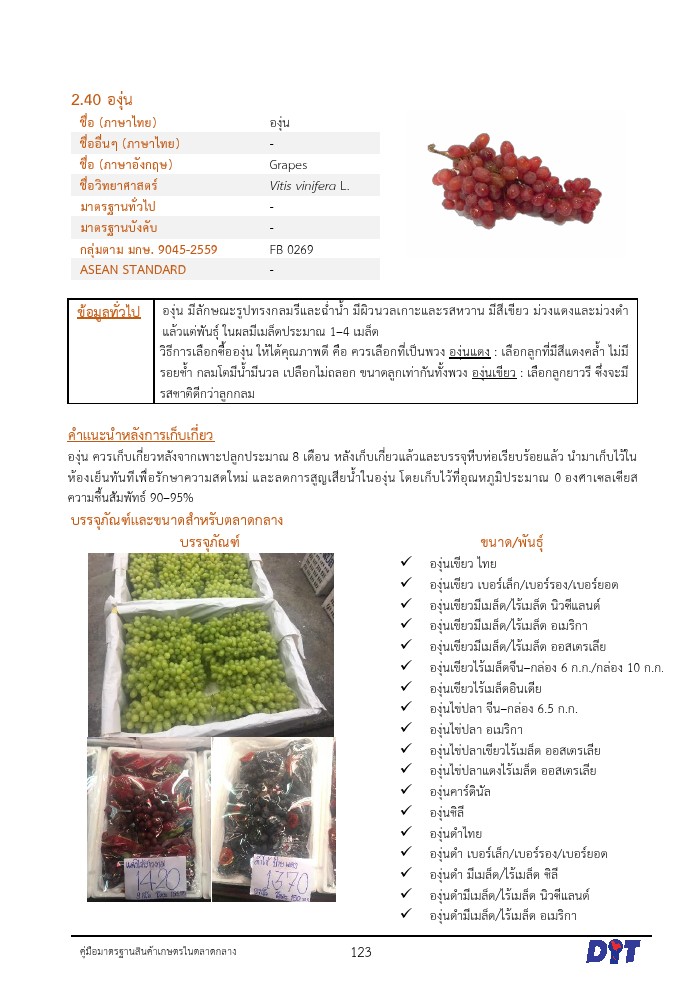 2.40 องุ่น
ชื่อ (ภาษาไทย) องุ่น
ชื่ออื่นๆ (ภาษาไทย) -
ชื่อ (ภาษาอังกฤษ) Grapes
ชื่อวิทยาศาสตร์ Vitis vinifera L.
มาตรฐานทั่วไป -
มาตรฐานบังคับ -
กลุ่มตาม มกษ. 9045-2559 FB 0269
ASEAN STANDARD -
ข้อมูลทั่วไป
องุ่น มีลักษณะรูปทรงกลมรีและฉ่ำน้ำ มีผิวนวลเกาะและรสหวาน มีสีเขียว ม่วงแดงและม่วงดำ
แล้วแต่พันธุ์ ในผลมีเมล็ดประมาณ 1–4 เมล็ด
วิธีการเลือกซื้อองุ่น ให้ได้คุณภาพดี คือ ควรเลือกที่เป็นพวง องุ่นแดง : เลือกลูกที่มีสีแดงคล้ำ ไม่มี
รอยช้ำ กลมโตมีน้ำมีนวล เปลือกไม่ถลอก ขนาดลูกเท่ากันทั้งพวง องุ่นเขียว : เลือกลูกยาวรี ซึ่งจะมี
รสชาติดีกว่าลูกกลม
คำแนะนำหลังการเก็บเกี่ยว
องุ่น ควรเก็บเกี่ยวหลังจากเพาะปลูกประมาณ 8 เดือน หลังเก็บเกี่ยวแล้วและบรรจุหีบห่อเรียบร้อยแล้ว นำมาเก็บไว้ใน
ห้องเย็นทันทีเพื่อรักษาความสดใหม่ และลดการสูญเสียน้ำในองุ่น โดยเก็บไว้ที่อุณหภูมิประมาณ 0 องศาเซลเซียส
ความชื้นสัมพัทธ์ 90–95%
บรรจุภัณฑ์และขนาดสำหรับตลาดกลาง
บรรจุภัณฑ์
1420
1370
ขนาด/พันธุ์
✓ องุ่นเขียว ไทย
✓ องุ่นเขียว เบอร์เล็ก/เบอร์รอง/เบอร์ยอด
✓ องุ่นเขียวมีเมล็ด/ไร้เมล็ด นิวซีแลนด์
✓ องุ่นเขียวมีเมล็ด/ไร้เมล็ด อเมริกา
✓ องุ่นเขียวมีเมล็ด/ไร้เมล็ด ออสเตรเลีย
✓ องุ่นเขียวไร้เมล็ดจีน–กล่อง 6 ก.ก./กล่อง 10 ก.ก.
✓ องุ่นเขียวไร้เมล็ดอินเดีย
✓ องุ่นไข่ปลา จีน–กล่อง 6.5 ก.ก.
✓ องุ่นไข่ปลา อเมริกา
✓ องุ่นไข่ปลาเขียวไร้เมล็ด ออสเตรเลีย
✓ องุ่นไข่ปลาแดงไร้เมล็ด ออสเตรเลีย
✓ องุ่นคาร์ดินัล
✓ องุ่นชิลี
✓ องุ่นดำไทย
✓ องุ่นดำ เบอร์เล็ก/เบอร์รอง/เบอร์ยอด
✓ องุ่นดำ มีเมล็ด/ไร้เมล็ด ชิลี
✓ องุ่นดำมีเมล็ด/ไร้เมล็ด นิวซีแลนด์
✓ องุ่นดำมีเมล็ด/ไร้เมล็ด อเมริกา
คู่มือมาตรฐานสินค้าเกษตรในตลาดกลาง
123
DIT